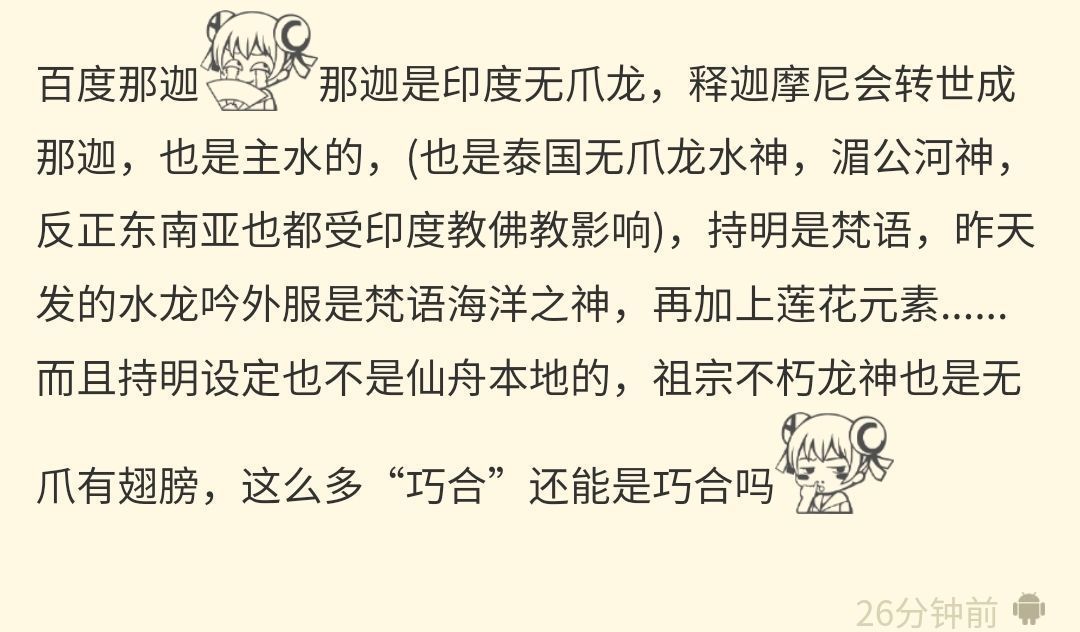 百度那迦那迦是印度无爪龙，释迦摩尼会转世成
那迦，也是主水的，(也是泰国无爪龙水神，湄公河神，
反正东南亚也都受印度教佛教影响)，持明是梵语，昨天
发的水龙吟外服是梵语海洋之神，再加上莲花元素......
而且持明设定也不是仙舟本地的，祖宗不朽龙神也是无
爪有翅膀，这么多“巧合”还能是巧合吗
26分钟前